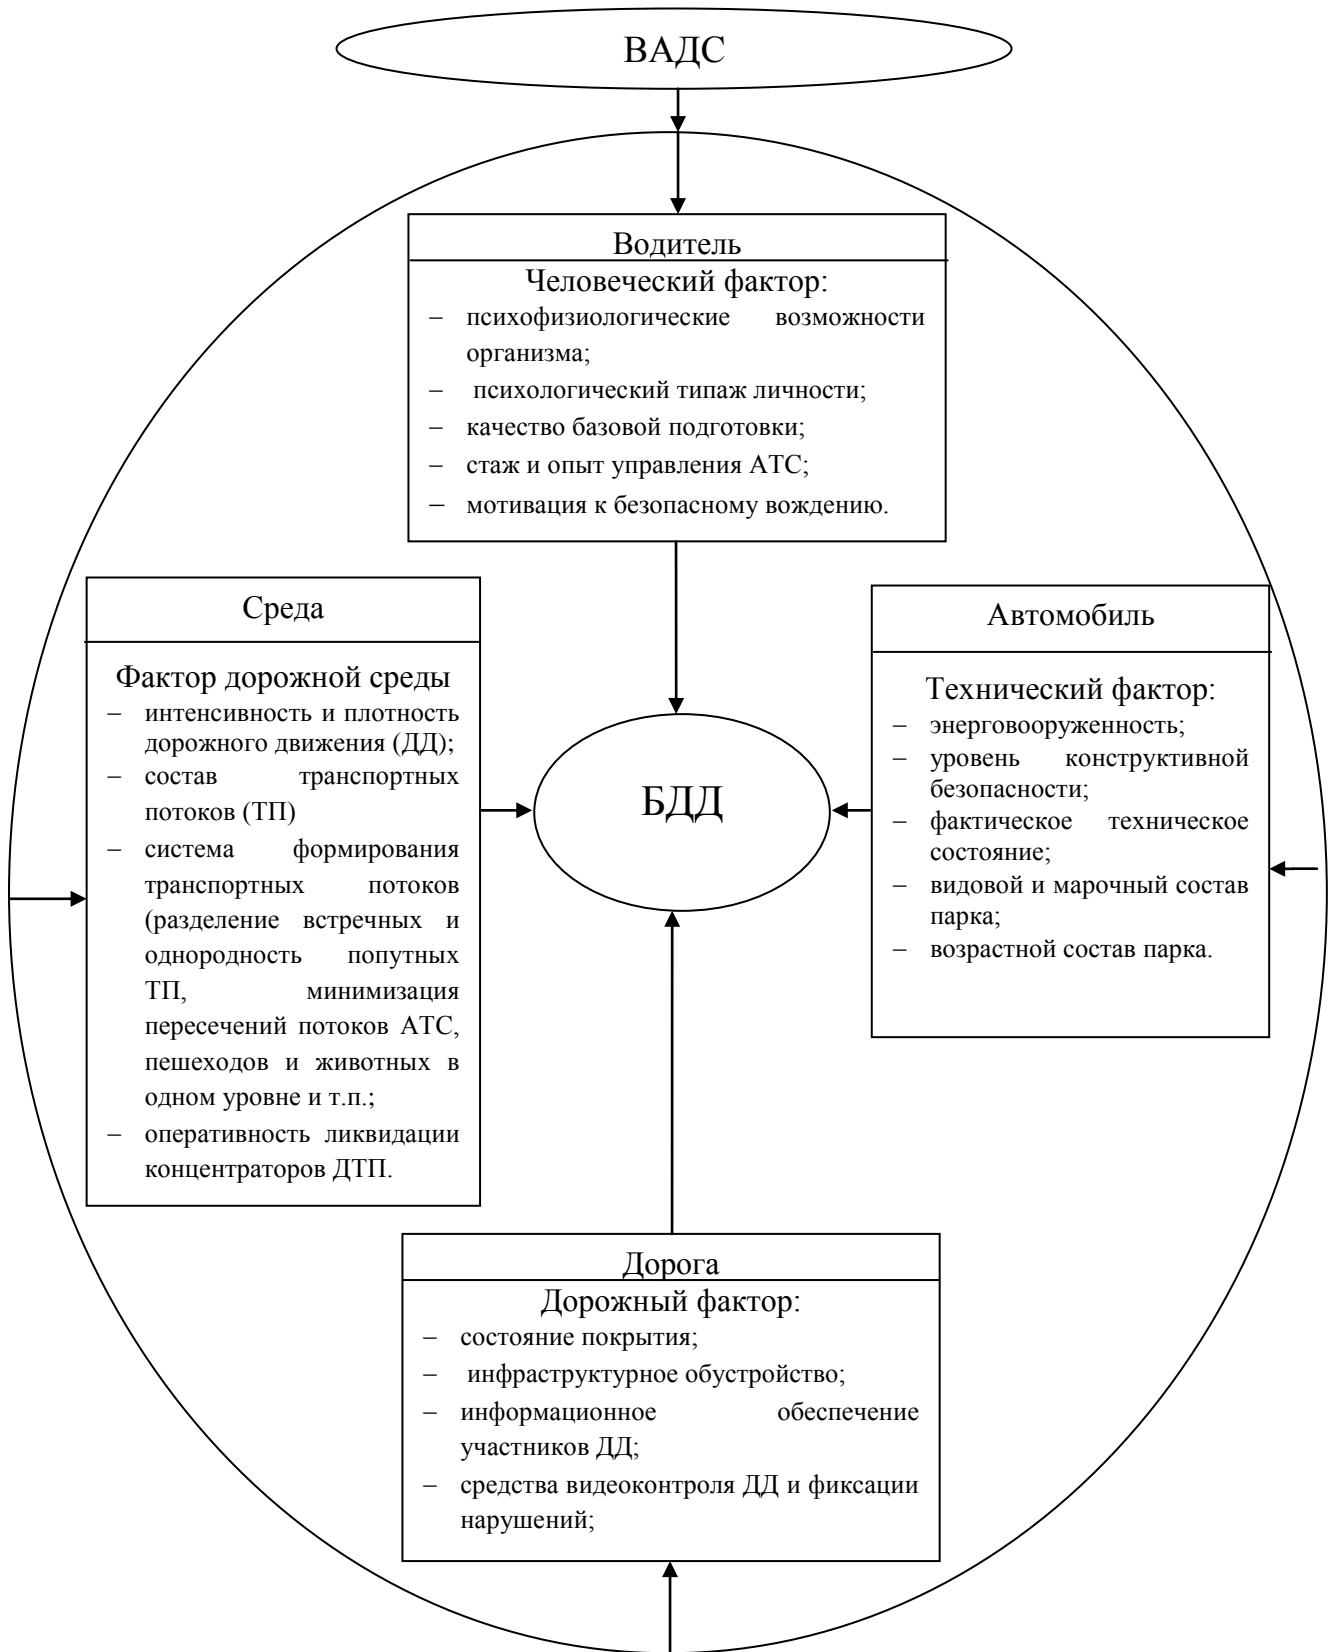 ВАДС
Водитель
Человеческий фактор:
– психофизиологические возможности
организма;
– психологический типаж личности;
– качество базовой подготовки;
– стаж и опыт управления АТС;
– мотивация к безопасному вождению.
Среда
Фактор дорожной среды
– интенсивность и плотность
дорожного движения (ДД);
– состав транспортных
потоков (ТП)
– система формирования
транспортных потоков
(разделение встречных и
однородность попутных
ТП, минимизация
пересечений потоков АТС,
пешеходов и животных в
одном уровне и т.п.;
– оперативность ликвидации
концентраторов ДТП.
БДД
Автомобиль
Технический фактор:
– энерговооруженность;
– уровень конструктивной
безопасности;
– фактическое техническое
состояние;
– видовой и марочный состав
парка;
– возрастной состав парка.
Дорога
Дорожный фактор:
– состояние покрытия;
– инфраструктурное обустройство;
– информационное обеспечение
участников ДД;
– средства видеоконтроля ДД и фиксации
нарушений;